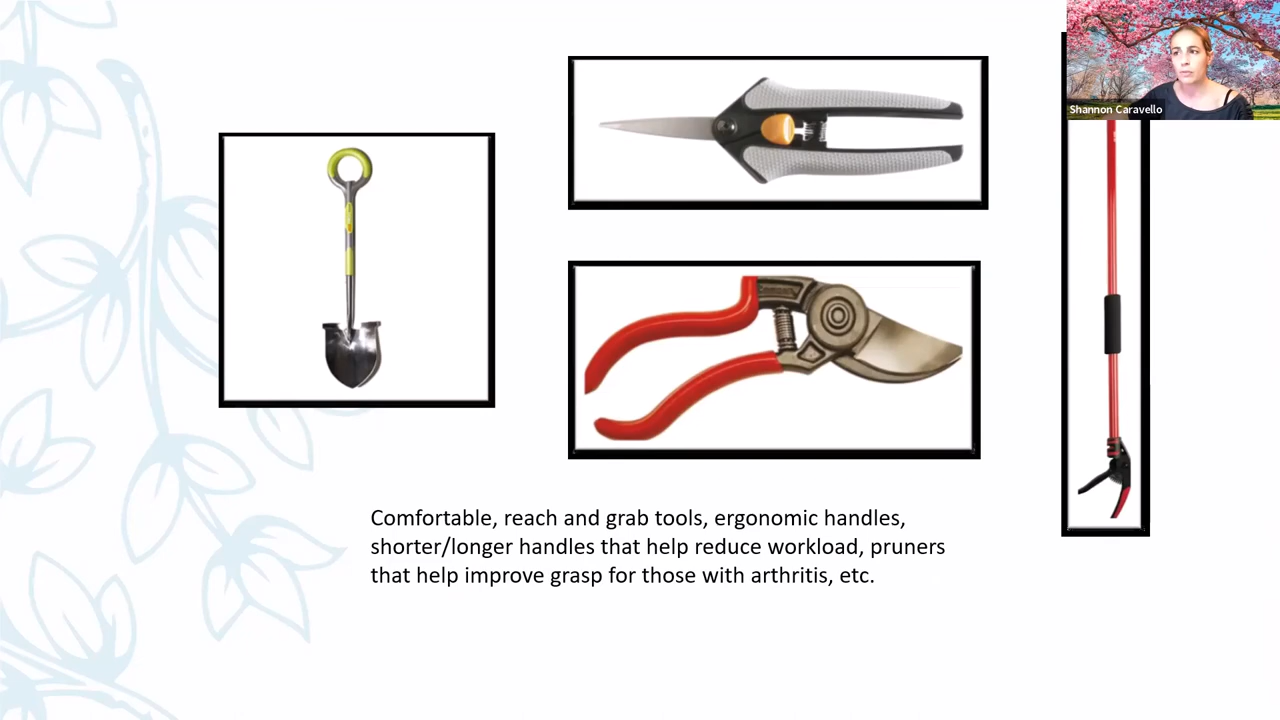 Shannon Caravello
Comfortable, reach and grab tools, ergonomic handles,
shorter/longer handles that help reduce workload, pruners
that help improve grasp for those with arthritis, etc.